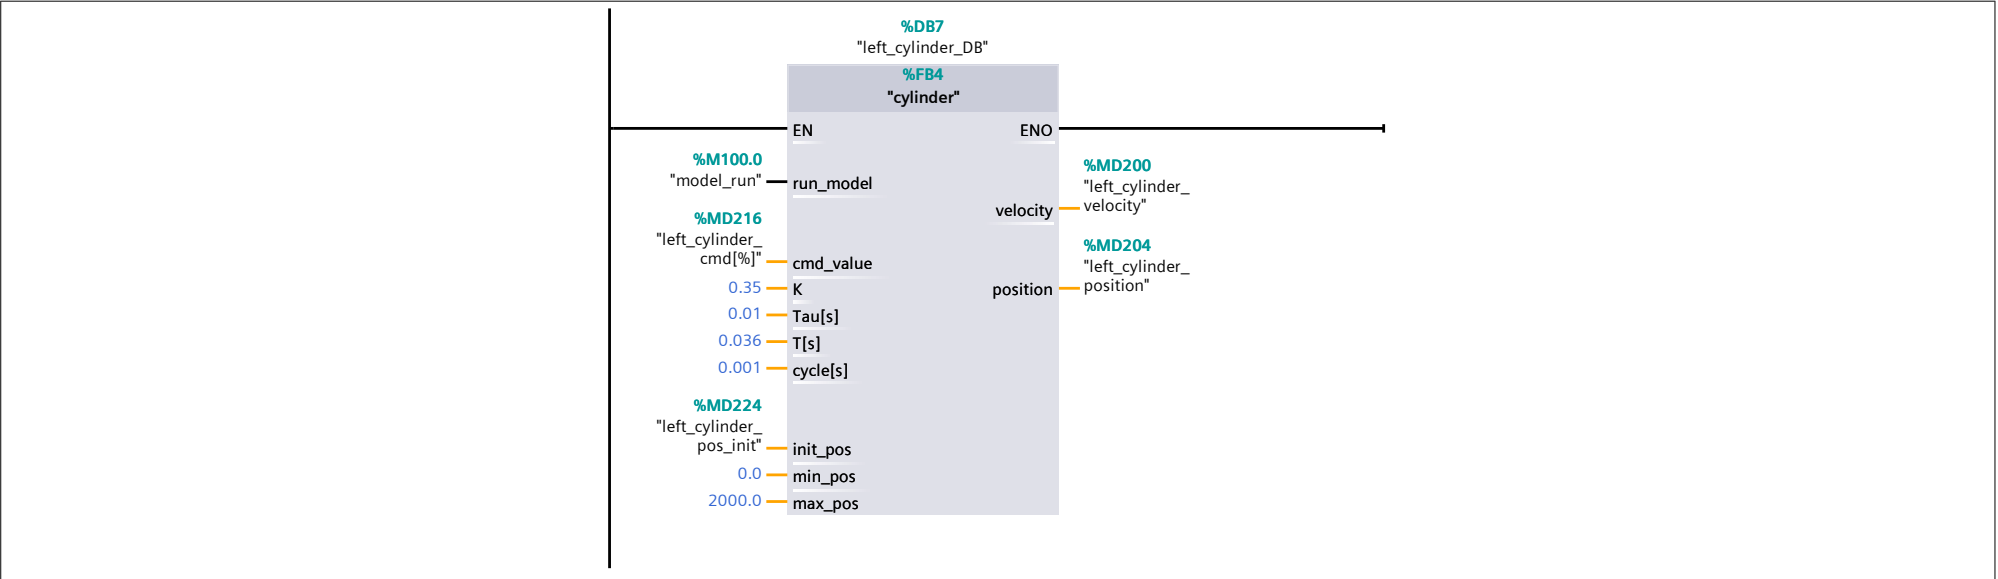 %DB7
"left_cylinder_DB"
%FB4
"cylinder"
EN
ENO
%M100.0
"model_run"
run_model
%MD200
"left_cylinder_
velocity"
velocity
%MD216
"left_cylinder_
cmd[%]"
cmd_value
%MD204
"left_cylinder_
position"
position
0.35
K
0.01
Tau[s]
0.036
T[s]
0.001
cycle[s]
%MD224
"left_cylinder_
pos_init"
init_pos
0.0
min_pos
2000.0
max_pos